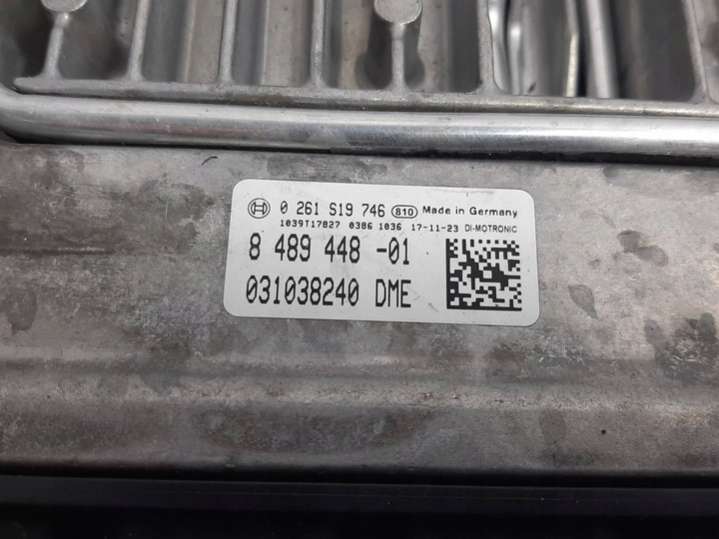 0 261 S19 746 810 Made in Germany
1039T17827 0386 1036 17-11-23 DI-MOTRONIC
8 489 448 -01
031038240 DME